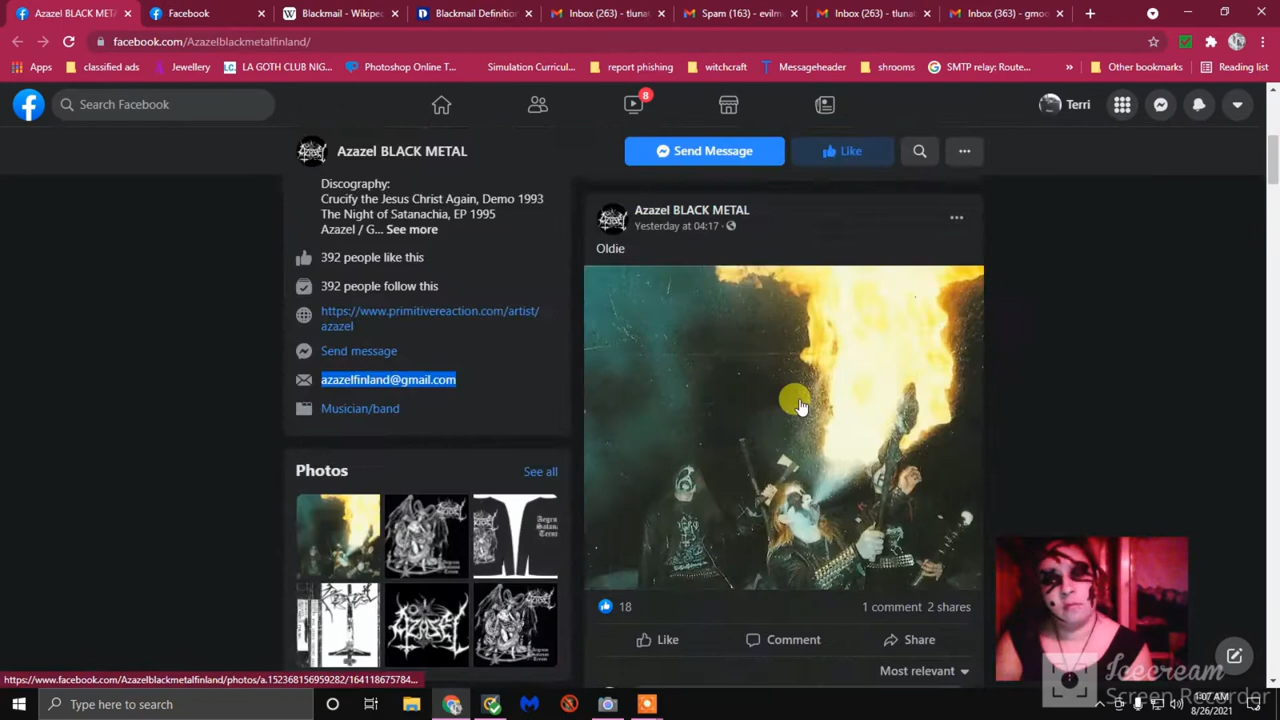 Azazel BLACK META
Facebook
Blackmail - Wikipe
Blackmail Definition
Inbox (263) - tluna
Spam (163) - evilm
Inbox (263) - tluna
Inbox (363) - gmoo
facebook.com/Azazelblackmetalfinland/
Apps
classified ads
Jewellery
LA GOTH CLUB NIG...
Photoshop Online T...
Simulation Curricul...
report phishing
witchcraft
Messageheader
shrooms
SMTP relay: Route...
»
Other bookmarks
Reading list
Search Facebook
8
Terri
Azazel BLACK METAL
Send Message
Like
Discography:
Crucify the Jesus Christ Again, Demo 1993
The Night of Satanachia, EP 1995
Azazel / G... See more
392 people like this
392 people follow this
https://www.primitivereaction.com/artist/
azazel
Send message
azazelfinland@gmail.com
Musician/band
Photos
See all
Azazel BLACK METAL
Yesterday at 04:17 ·
Oldie
18
1 comment 2 shares
Like
Comment
Share
Most relevant
https://www.facebook.com/Azazelblackmetalfinland/photos/a.152368156959282/164118675784...
Icecream
Screen Recorder
Type here to search
1:07 AM
8/26/2021